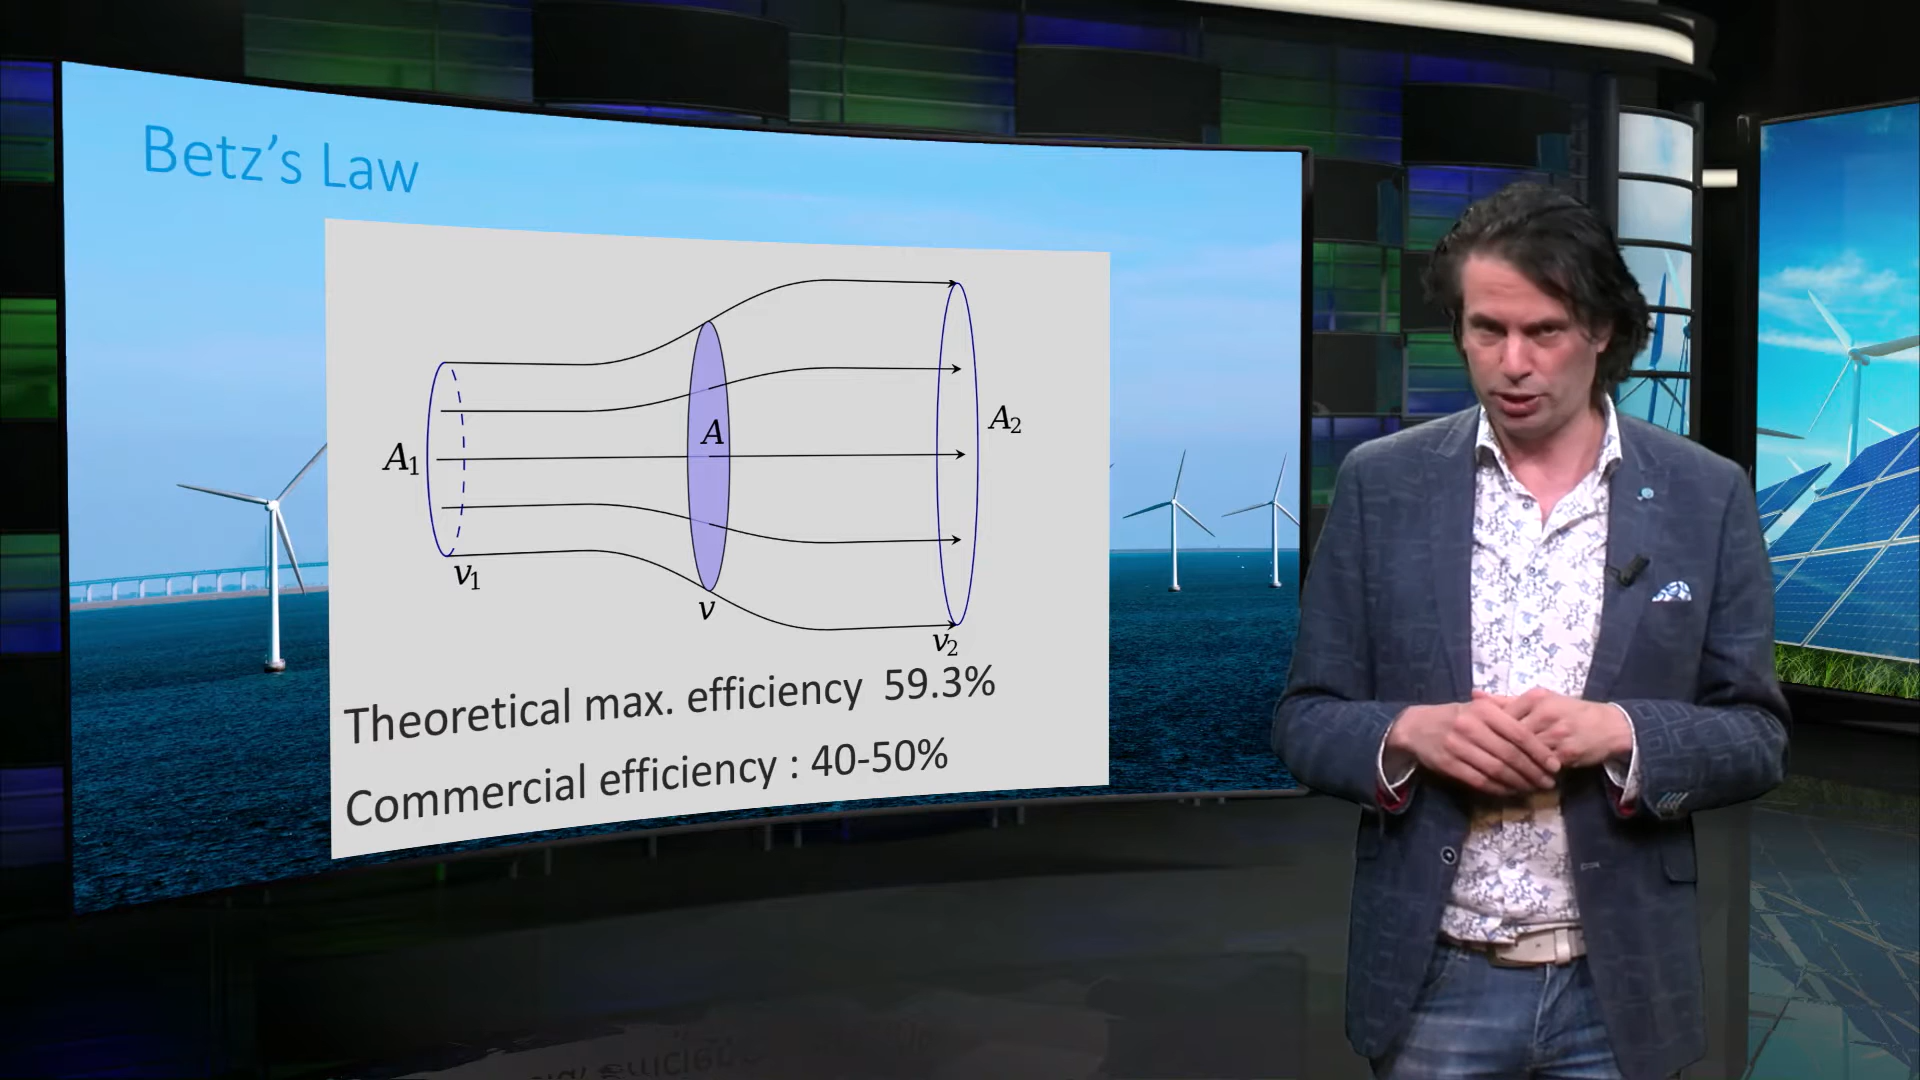 Betz's Law
A₁
A
A₂
v₁
v
v₂
Theoretical max. efficiency 59.3%
Commercial efficiency : 40-50%